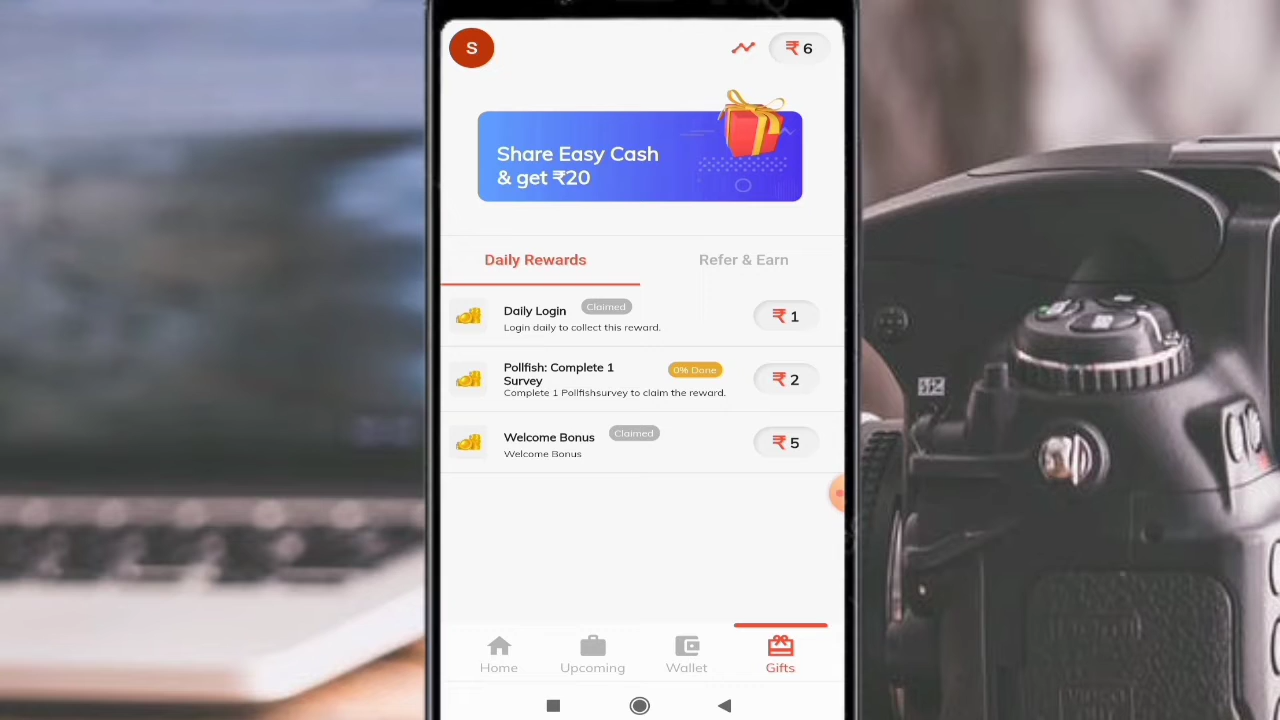 S
₹ 6
Share Easy Cash
& get ₹20
Daily Rewards
Refer & Earn
Daily Login
Claimed
Login daily to collect this reward.
₹ 1
Pollfish: Complete 1
Survey
0% Done
Complete 1 Pollfishsurvey to claim the reward.
₹ 2
Welcome Bonus
Claimed
Welcome Bonus
₹ 5
Home
Upcoming
Wallet
Gifts